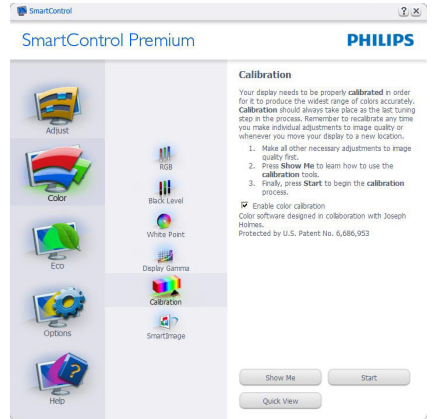 SmartControl
SmartControl Premium
PHILIPS
Adjust
Color
Eco
Options
Help
RGB
Black Level
White Point
Display Gamma
Calibration
SmartImage
Calibration
Your display needs to be properly calibrated in order
for it to produce the widest range of colors accurately.
Calibration should always take place as the last tuning
step in the process. Remember to recalibrate any time
you make individual adjustments to image quality or
whenever you move your display to a new location.
1. Make all other necessary adjustments to image
quality first.
2. Press Show Me to learn how to use the
calibration tools.
3. Finally, press Start to begin the calibration
process.
Enable color calibration
Color software designed in collaboration with Joseph
Holmes.
Protected by U.S. Patent No. 6,686,953
Show Me
Start
Quick View